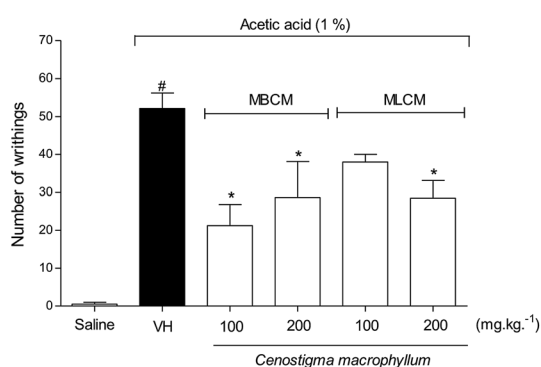 Acetic acid (1 %)
70
60
50
40
30
20
10
0
Number of writhings
#
MBCM
MLCM
*
*
*
Saline
VH
100
200
100
200
(mg.kg.-1)
Cenostigma macrophyllum